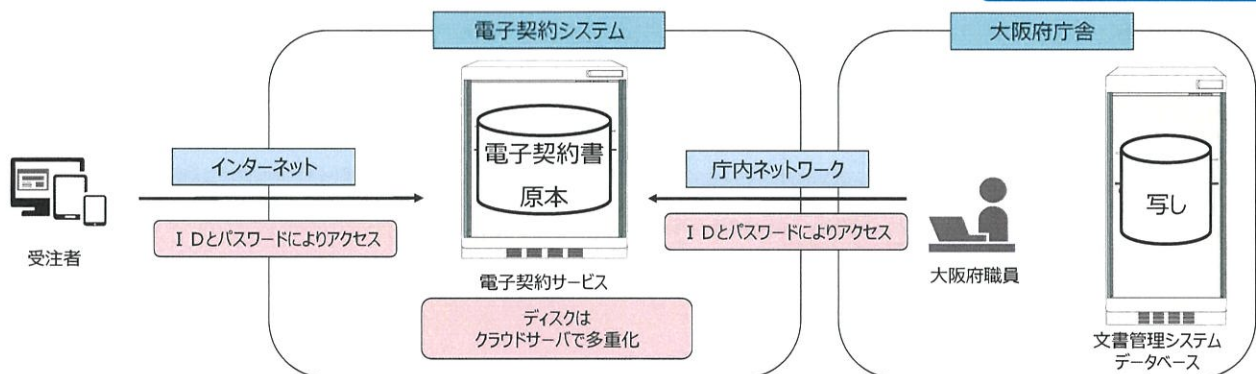 電子契約システム
大阪府庁舎
電子契約書
原本
インターネット
庁内ネットワーク
写し
IDとパスワードによりアクセス
IDとパスワードによりアクセス
受注者
電子契約サービス
大阪府職員
ディスクは
クラウドサーバで多重化
文書管理システム
データベース